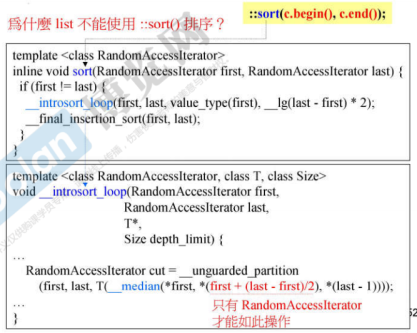 為什麼 list 不能使用 ::sort() 排序？
::sort(c.begin(), c.end());
template <class RandomAccessIterator>
inline void sort(RandomAccessIterator first, RandomAccessIterator last) {
if (first != last) {
__introsort_loop(first, last, value_type(first), __lg(last - first) * 2);
__final_insertion_sort(first, last);
}
}
template <class RandomAccessIterator, class T, class Size>
void __introsort_loop(RandomAccessIterator first,
RandomAccessIterator last,
T*,
Size depth_limit) {
…
RandomAccessIterator cut = __unguarded_partition
(first, last, T(__median(*first, *(first + (last - first)/2), *(last - 1))));
…
}
只有 RandomAccessIterator
才能如此操作